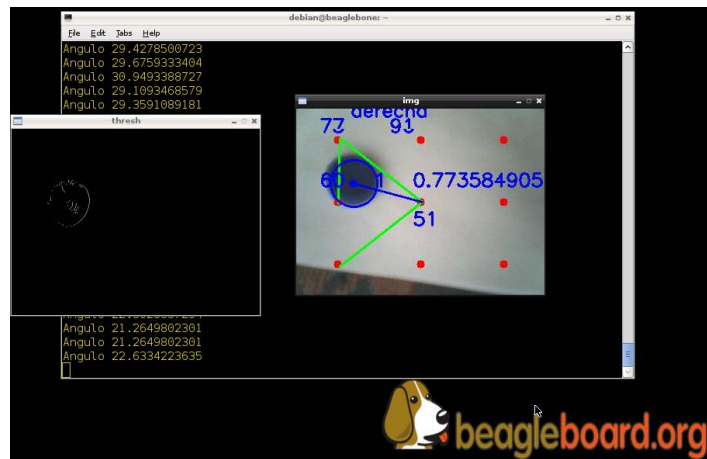 debian@beaglebone: ~
File Edit Tabs Help
Angulo 29.4278500723
Angulo 29.6759333404
Angulo 30.9493388727
Angulo 29.1093468579
Angulo 29.3591089181
thresh
img
derecha
77
91
60
1
0.773584905
51
Angulo 21.2649802301
Angulo 21.2649802301
Angulo 22.6334223635
beagleboard.org